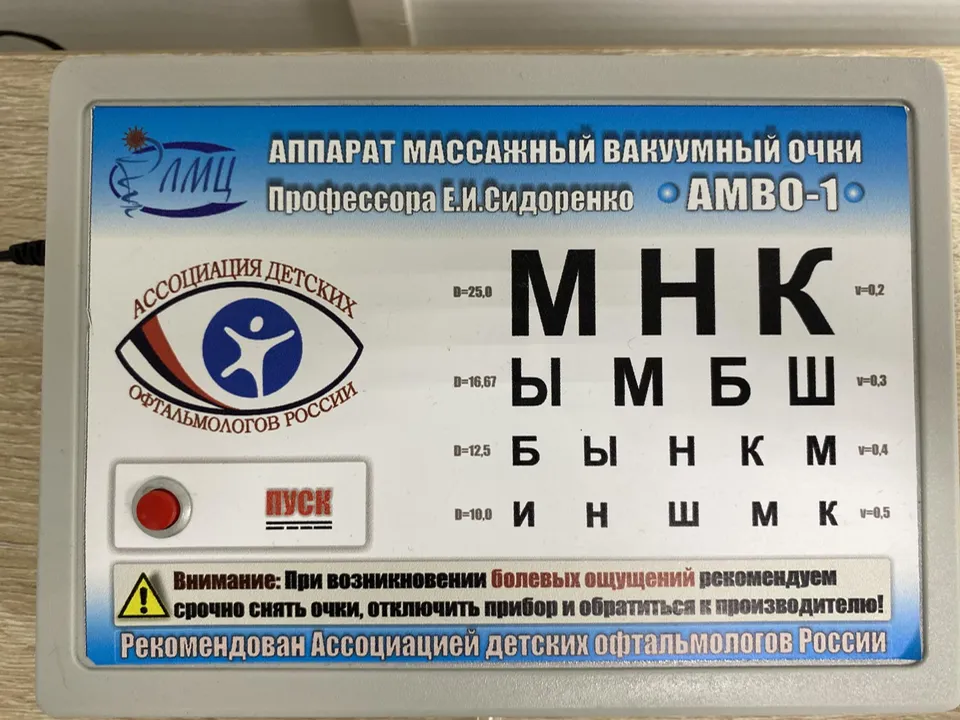 ЛМЦ
АППАРАТ МАССАЖНЫЙ ВАКУУМНЫЙ ОЧКИ
Профессора Е.И.Сидоренко АМВО-1
АССОЦИАЦИЯ ДЕТСКИХ
ОФТАЛЬМОЛОГОВ РОССИИ
D=25,0 М Н К v=0,2
D=16,67 Ы М Б Ш v=0,3
D=12,5 Б Ы Н К М v=0,4
D=10,0 И Н Ш М К v=0,5
ПУСК
Внимание: При возникновении болевых ощущений рекомендуем
срочно снять очки, отключить прибор и обратиться к производителю!
Рекомендован Ассоциацией детских офтальмологов России